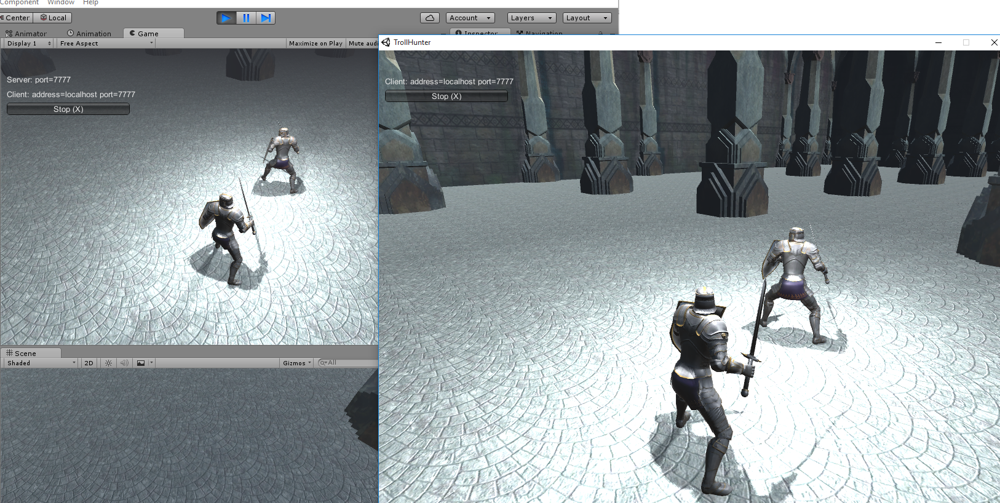 Component Window Help
Center Local Account Layers Layout
Animator Animation Game Inspector Navigation
Display 1 Free Aspect Maximize on Play Mute audi
TrollHunter
Server: port=7777
Client: address=localhost port=7777
Stop (X)
Client: address=localhost port=7777
Stop (X)
Scene
Shaded 2D Gizmos All